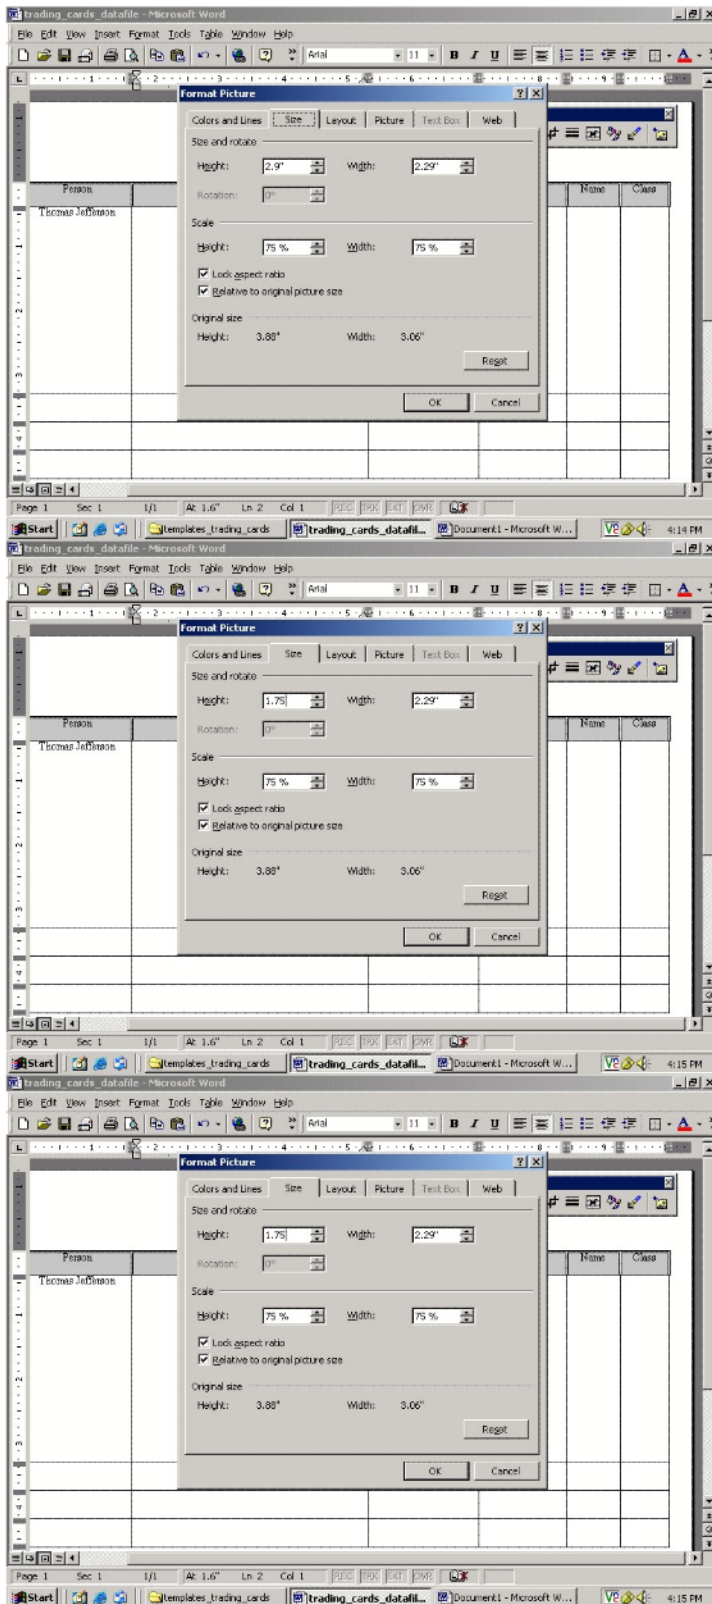 trading_cards_datafile - Microsoft Word
File Edit View Insert Format Tools Table Window Help
Arial 11 B I U
Format Picture
Colors and Lines Size Layout Picture Text Box Web
Size and rotate
Height: 2.9" Width: 2.29"
Rotation: 0°
Person Name Class
Thomas Jefferson
Scale
Height: 75 % Width: 75 %
Lock aspect ratio
Relative to original picture size
Original size
Height: 3.88" Width: 3.06"
Reset
OK Cancel
Page 1 Sec 1 1/1 At 1.6" Ln 2 Col 1 REC TRK EXT OVR
Start templates_trading_cards trading_cards_datafil... Document1 - Microsoft W... 4:14 PM
trading_cards_datafile - Microsoft Word
File Edit View Insert Format Tools Table Window Help
Arial 11 B I U
Format Picture
Colors and Lines Size Layout Picture Text Box Web
Size and rotate
Height: 1.75 Width: 2.29"
Rotation: 0°
Person Name Class
Thomas Jefferson
Scale
Height: 75 % Width: 75 %
Lock aspect ratio
Relative to original picture size
Original size
Height: 3.88" Width: 3.06"
Reset
OK Cancel
Page 1 Sec 1 1/1 At 1.6" Ln 2 Col 1 REC TRK EXT OVR
Start templates_trading_cards trading_cards_datafil... Document1 - Microsoft W... 4:15 PM
trading_cards_datafile - Microsoft Word
File Edit View Insert Format Tools Table Window Help
Arial 11 B I U
Format Picture
Colors and Lines Size Layout Picture Text Box Web
Size and rotate
Height: 1.75 Width: 2.29"
Rotation: 0°
Person Name Class
Thomas Jefferson
Scale
Height: 75 % Width: 75 %
Lock aspect ratio
Relative to original picture size
Original size
Height: 3.88" Width: 3.06"
Reset
OK Cancel
Page 1 Sec 1 1/1 At 1.6" Ln 2 Col 1 REC TRK EXT OVR
Start templates_trading_cards trading_cards_datafil... Document1 - Microsoft W... 4:15 PM